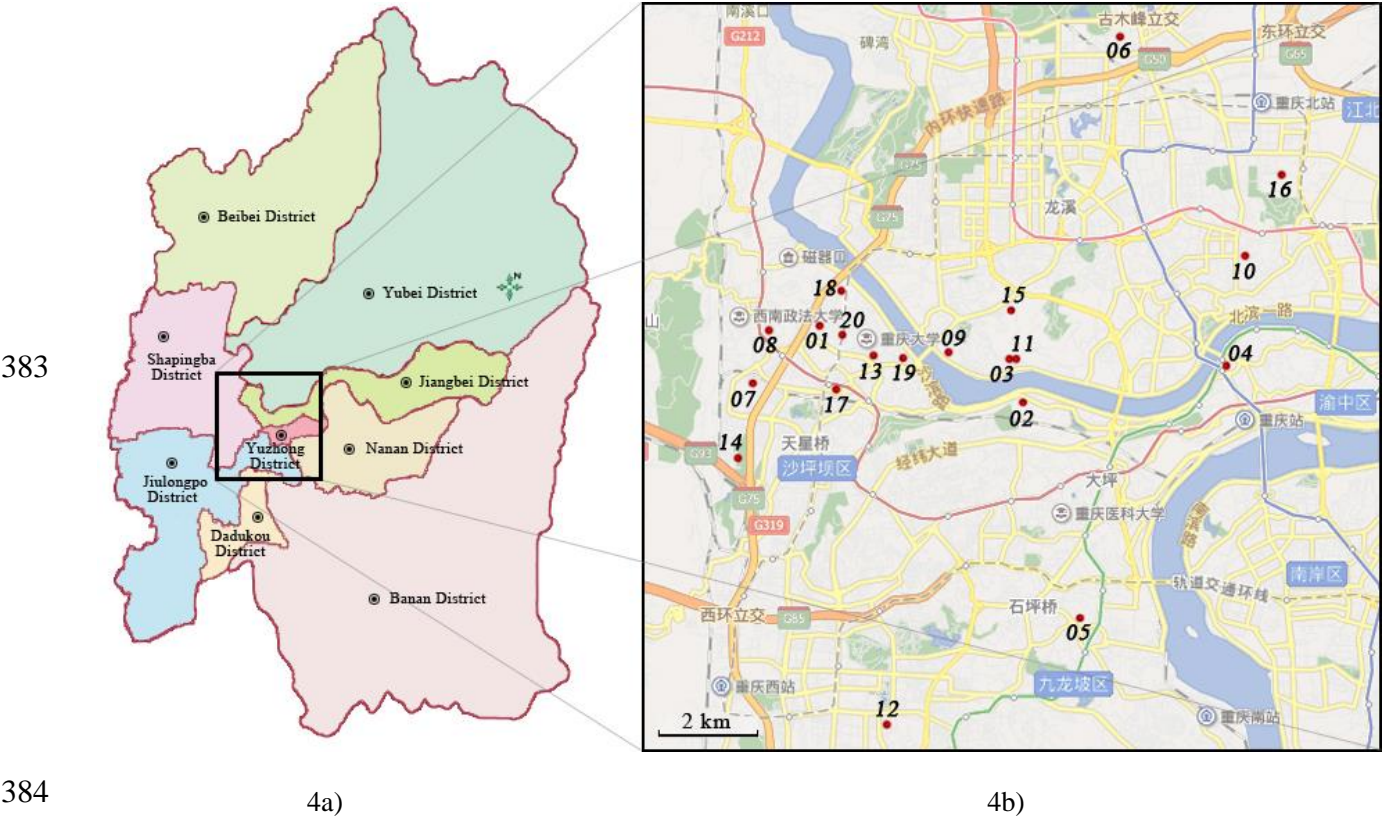 383
384
Beibei District
Yubei District
N
Shapingba
District
Jiangbei District
Yuzhong
District
Nanan District
Jiulongpo
District
Dadukou
District
Banan District
4a)
南溪口
G212
碑湾
古木峰立交
06
东环立交
G50
G65
内环快速路
重庆北站
江北
G75
16
龙溪
G75
磁器口
10
18
15
北滨一路
山
西南政法大学
20
重庆大学
09
08
01
11
04
13
19
03
07
17
02
渝中区
重庆站
14
天星桥
经纬大道
G93
沙坪坝区
大坪
G75
G319
重庆医科大学
南滨路
南岸区
轨道交通环线
石坪桥
西环立交
G85
05
九龙坡区
重庆西站
12
重庆南站
2 km
4b)